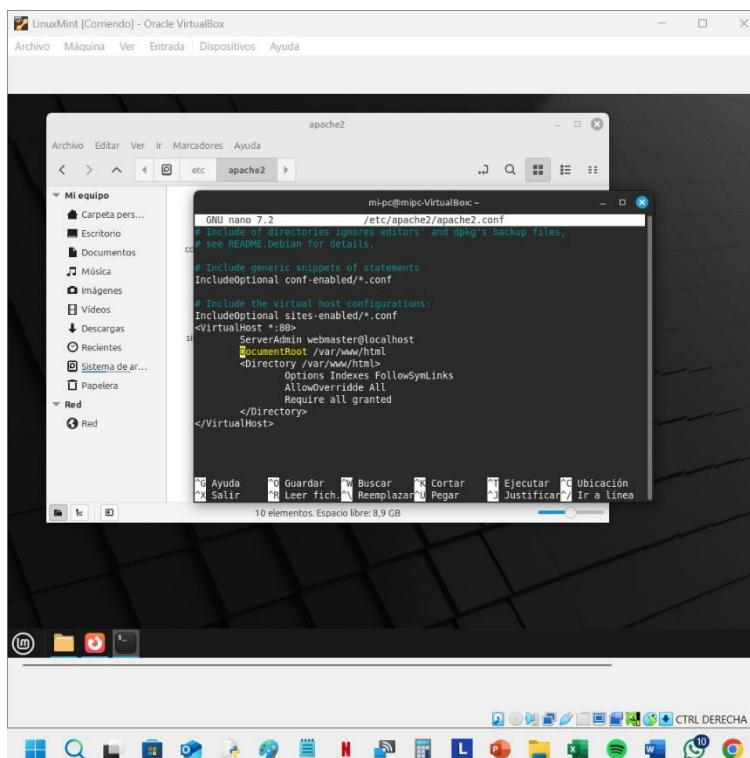 LinuxMint [Corriendo] - Oracle VirtualBox
Archivo Máquina Ver Entrada Dispositivos Ayuda
apache2
Archivo Editar Ver Ir Marcadores Ayuda
etc apache2
Mi equipo
Carpeta pers...
Escritorio
Documentos
Música
Imágenes
Vídeos
Descargas
Recientes
Sistema de ar...
Papelera
Red
Red
mi-pc@mipc-VirtualBox: ~
GNU nano 7.2 /etc/apache2/apache2.conf
# Include of directories ignores editors' and dpkg's backup files,
# see README.Debian for details.
# Include generic snippets of statements
IncludeOptional conf-enabled/*.conf
# Include the virtual host configurations:
IncludeOptional sites-enabled/*.conf
<VirtualHost *:80>
ServerAdmin webmaster@localhost
DocumentRoot /var/www/html
<Directory /var/www/html>
Options Indexes FollowSymLinks
AllowOverridde All
Require all granted
</Directory>
</VirtualHost>
^G Ayuda ^O Guardar ^W Buscar ^K Cortar ^T Ejecutar ^C Ubicación
^X Salir ^R Leer fich. ^\ Reemplazar ^U Pegar ^J Justificar ^/ Ir a línea
10 elementos. Espacio libre: 8,9 GB
CTRL DERECHA
10